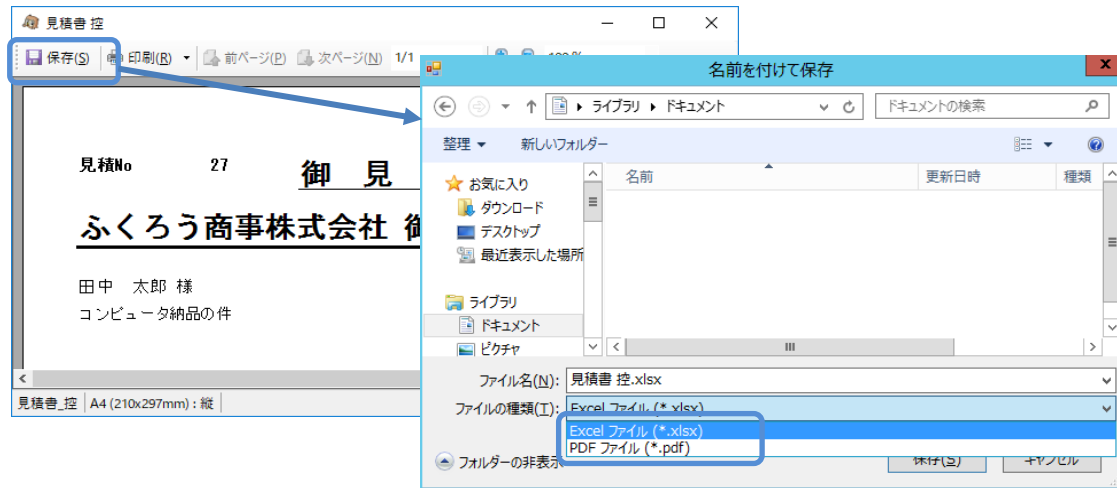 見積書 控
保存(S) 印刷(R) 前ページ(P) 次ページ(N) 1/1
見積No 27 御 見
ふくろう商事株式会社
田中 太郎 様
コンピュータ納品の件
見積書_控 A4 (210x297mm) : 縦
名前を付けて保存
ライブラリ ドキュメント ドキュメントの検索
整理 新しいフォルダー
名前 更新日時 種類
お気に入り
ダウンロード
デスクトップ
最近表示した場所
ライブラリ
ドキュメント
ピクチャ
ファイル名(N): 見積書 控.xlsx
ファイルの種類(T): Excel ファイル (*.xlsx)
Excel ファイル (*.xlsx)
PDF ファイル (*.pdf)
フォルダーの非表示 保存(S) キャンセル